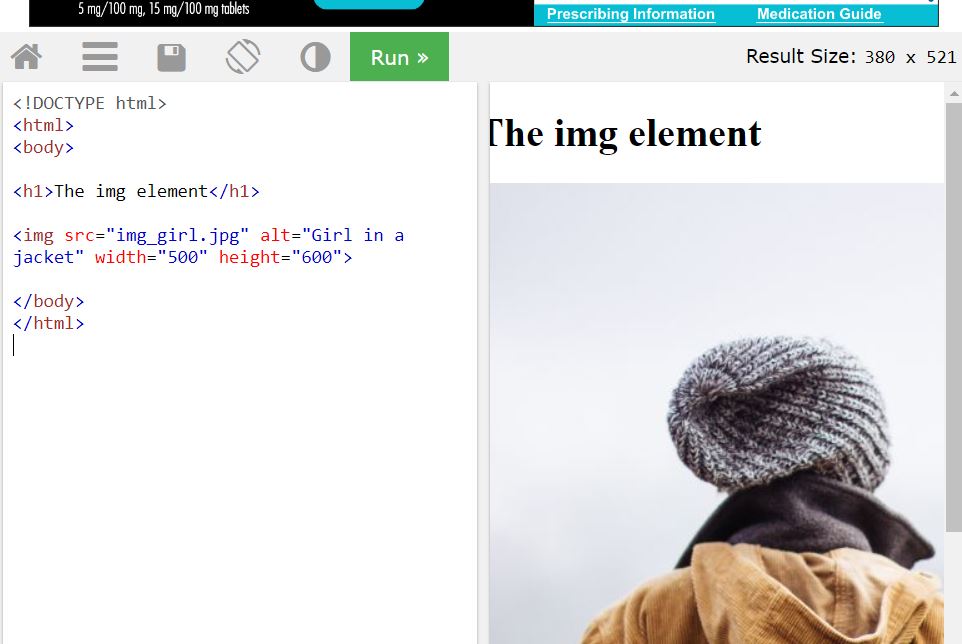 5 mg/100 mg, 15 mg/100 mg tablets
Prescribing Information Medication Guide
Run »
Result Size: 380 x 521
<!DOCTYPE html>
<html>
<body>
<h1>The img element</h1>
<img src="img_girl.jpg" alt="Girl in a
jacket" width="500" height="600">
</body>
</html>
The img element